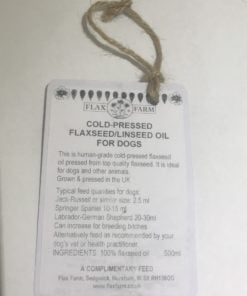 FLAX FARM
COLD-PRESSED
FLAXSEED/LINSEED OIL
FOR DOGS
This is human-grade cold-pressed flaxseed
oil pressed from top quality flaxseed. It is ideal
for dogs and other animals.
Grown & pressed in the UK
Typical feed quantities for dogs:
Jack Russel or similar size: 2.5 ml
Springer Spaniel 10-15 ml
Labrador-German Shepherd 20-30ml
Can increase for breeding bitches.
Alternatively feed as recommended by your
dog's vet or health practitioner.
INGREDIENTS: 100% flaxseed oil 500ml
A COMPLIMENTARY FEED
Flax Farm, Sedgwick, Horsham, W.SX
www.flaxfarm.co.uk